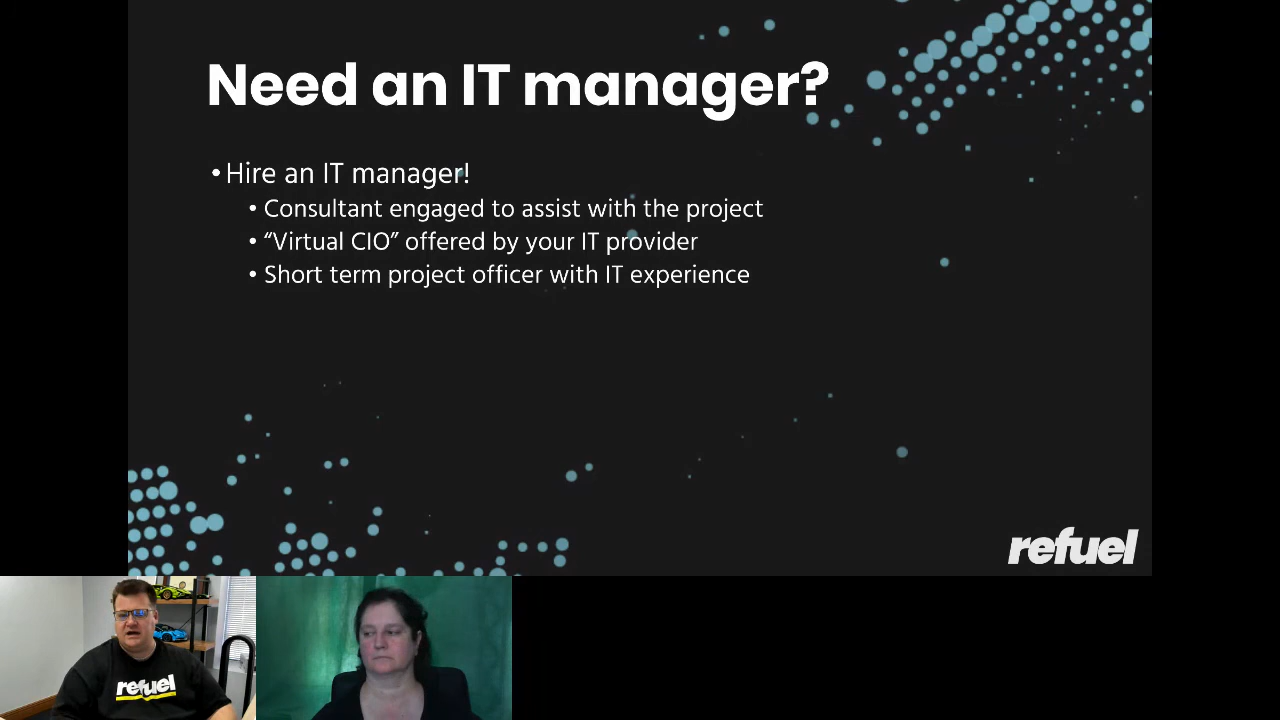 Need an IT manager?
• Hire an IT manager!
• Consultant engaged to assist with the project
• “Virtual CIO” offered by your IT provider
• Short term project officer with IT experience
refuel
refuel